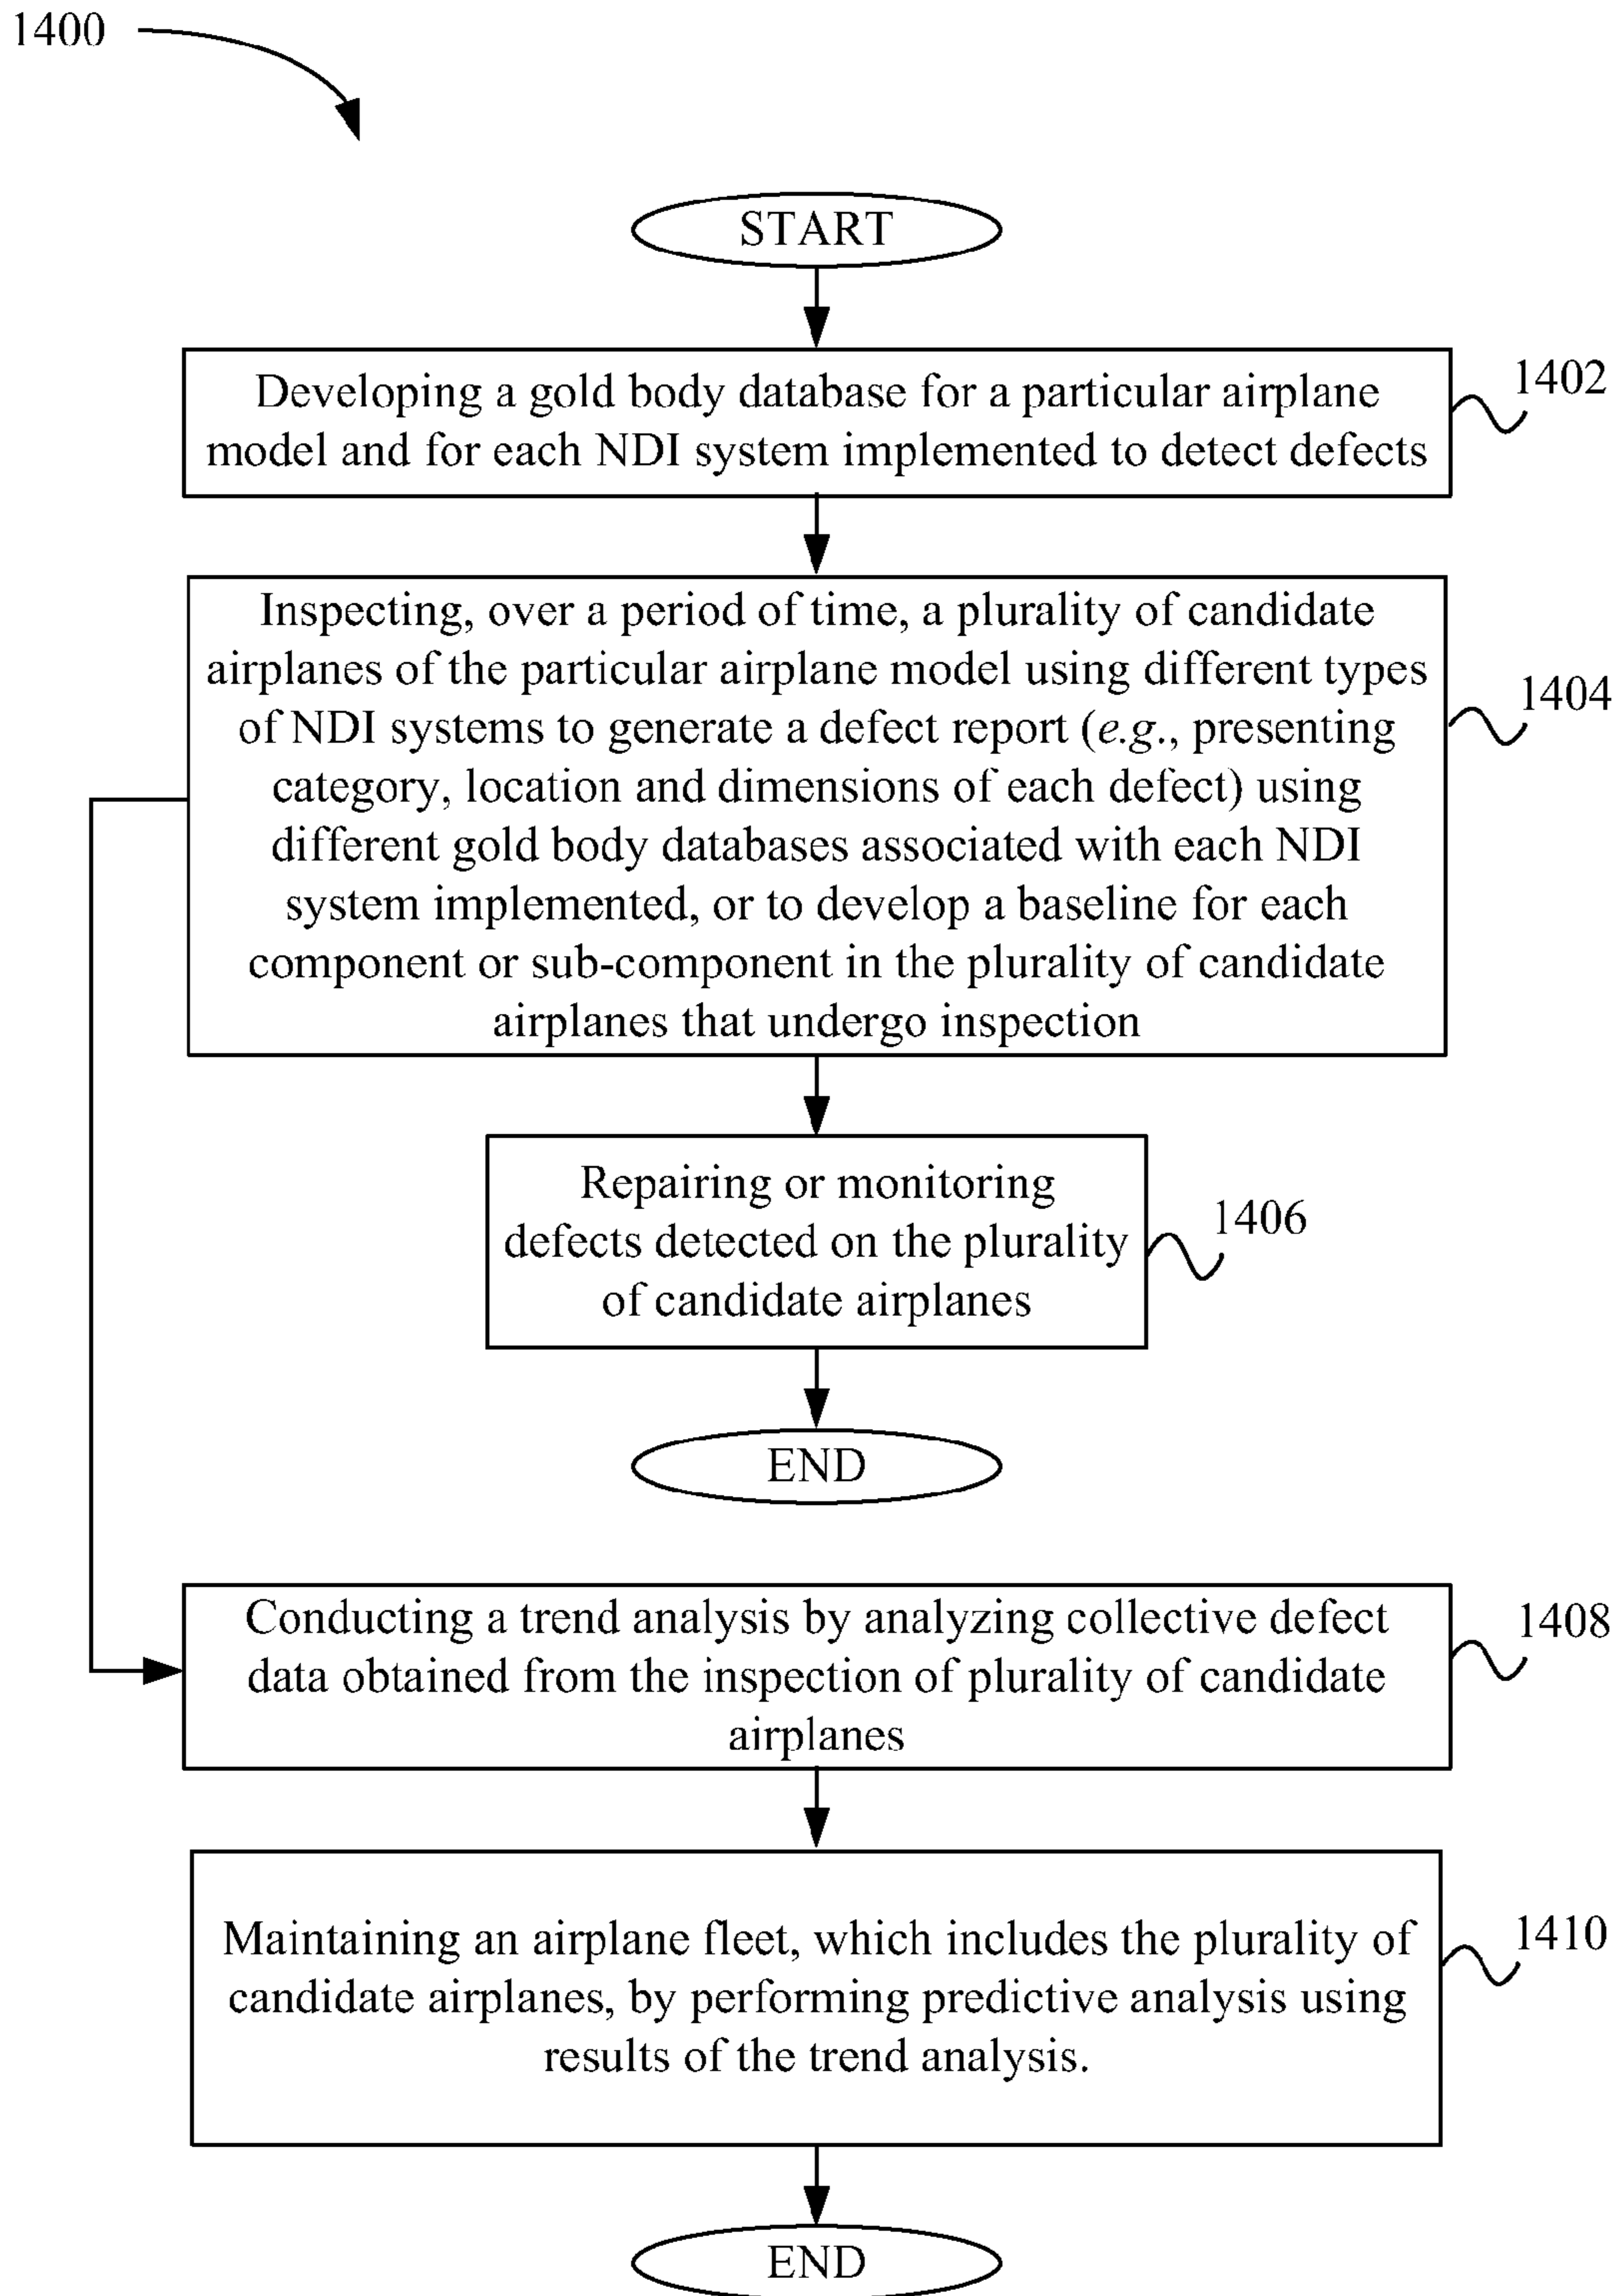 1400
START
Developing a gold body database for a particular airplane
model and for each NDI system implemented to detect defects
1402
Inspecting, over a period of time, a plurality of candidate
airplanes of the particular airplane model using different types
of NDI systems to generate a defect report (e.g., presenting
category, location and dimensions of each defect) using
different gold body databases associated with each NDI
system implemented, or to develop a baseline for each
component or sub-component in the plurality of candidate
airplanes that undergo inspection
1404
Repairing or monitoring
defects detected on the plurality
of candidate airplanes
1406
END
Conducting a trend analysis by analyzing collective defect
data obtained from the inspection of plurality of candidate
airplanes
1408
Maintaining an airplane fleet, which includes the plurality of
candidate airplanes, by performing predictive analysis using
results of the trend analysis.
1410
END